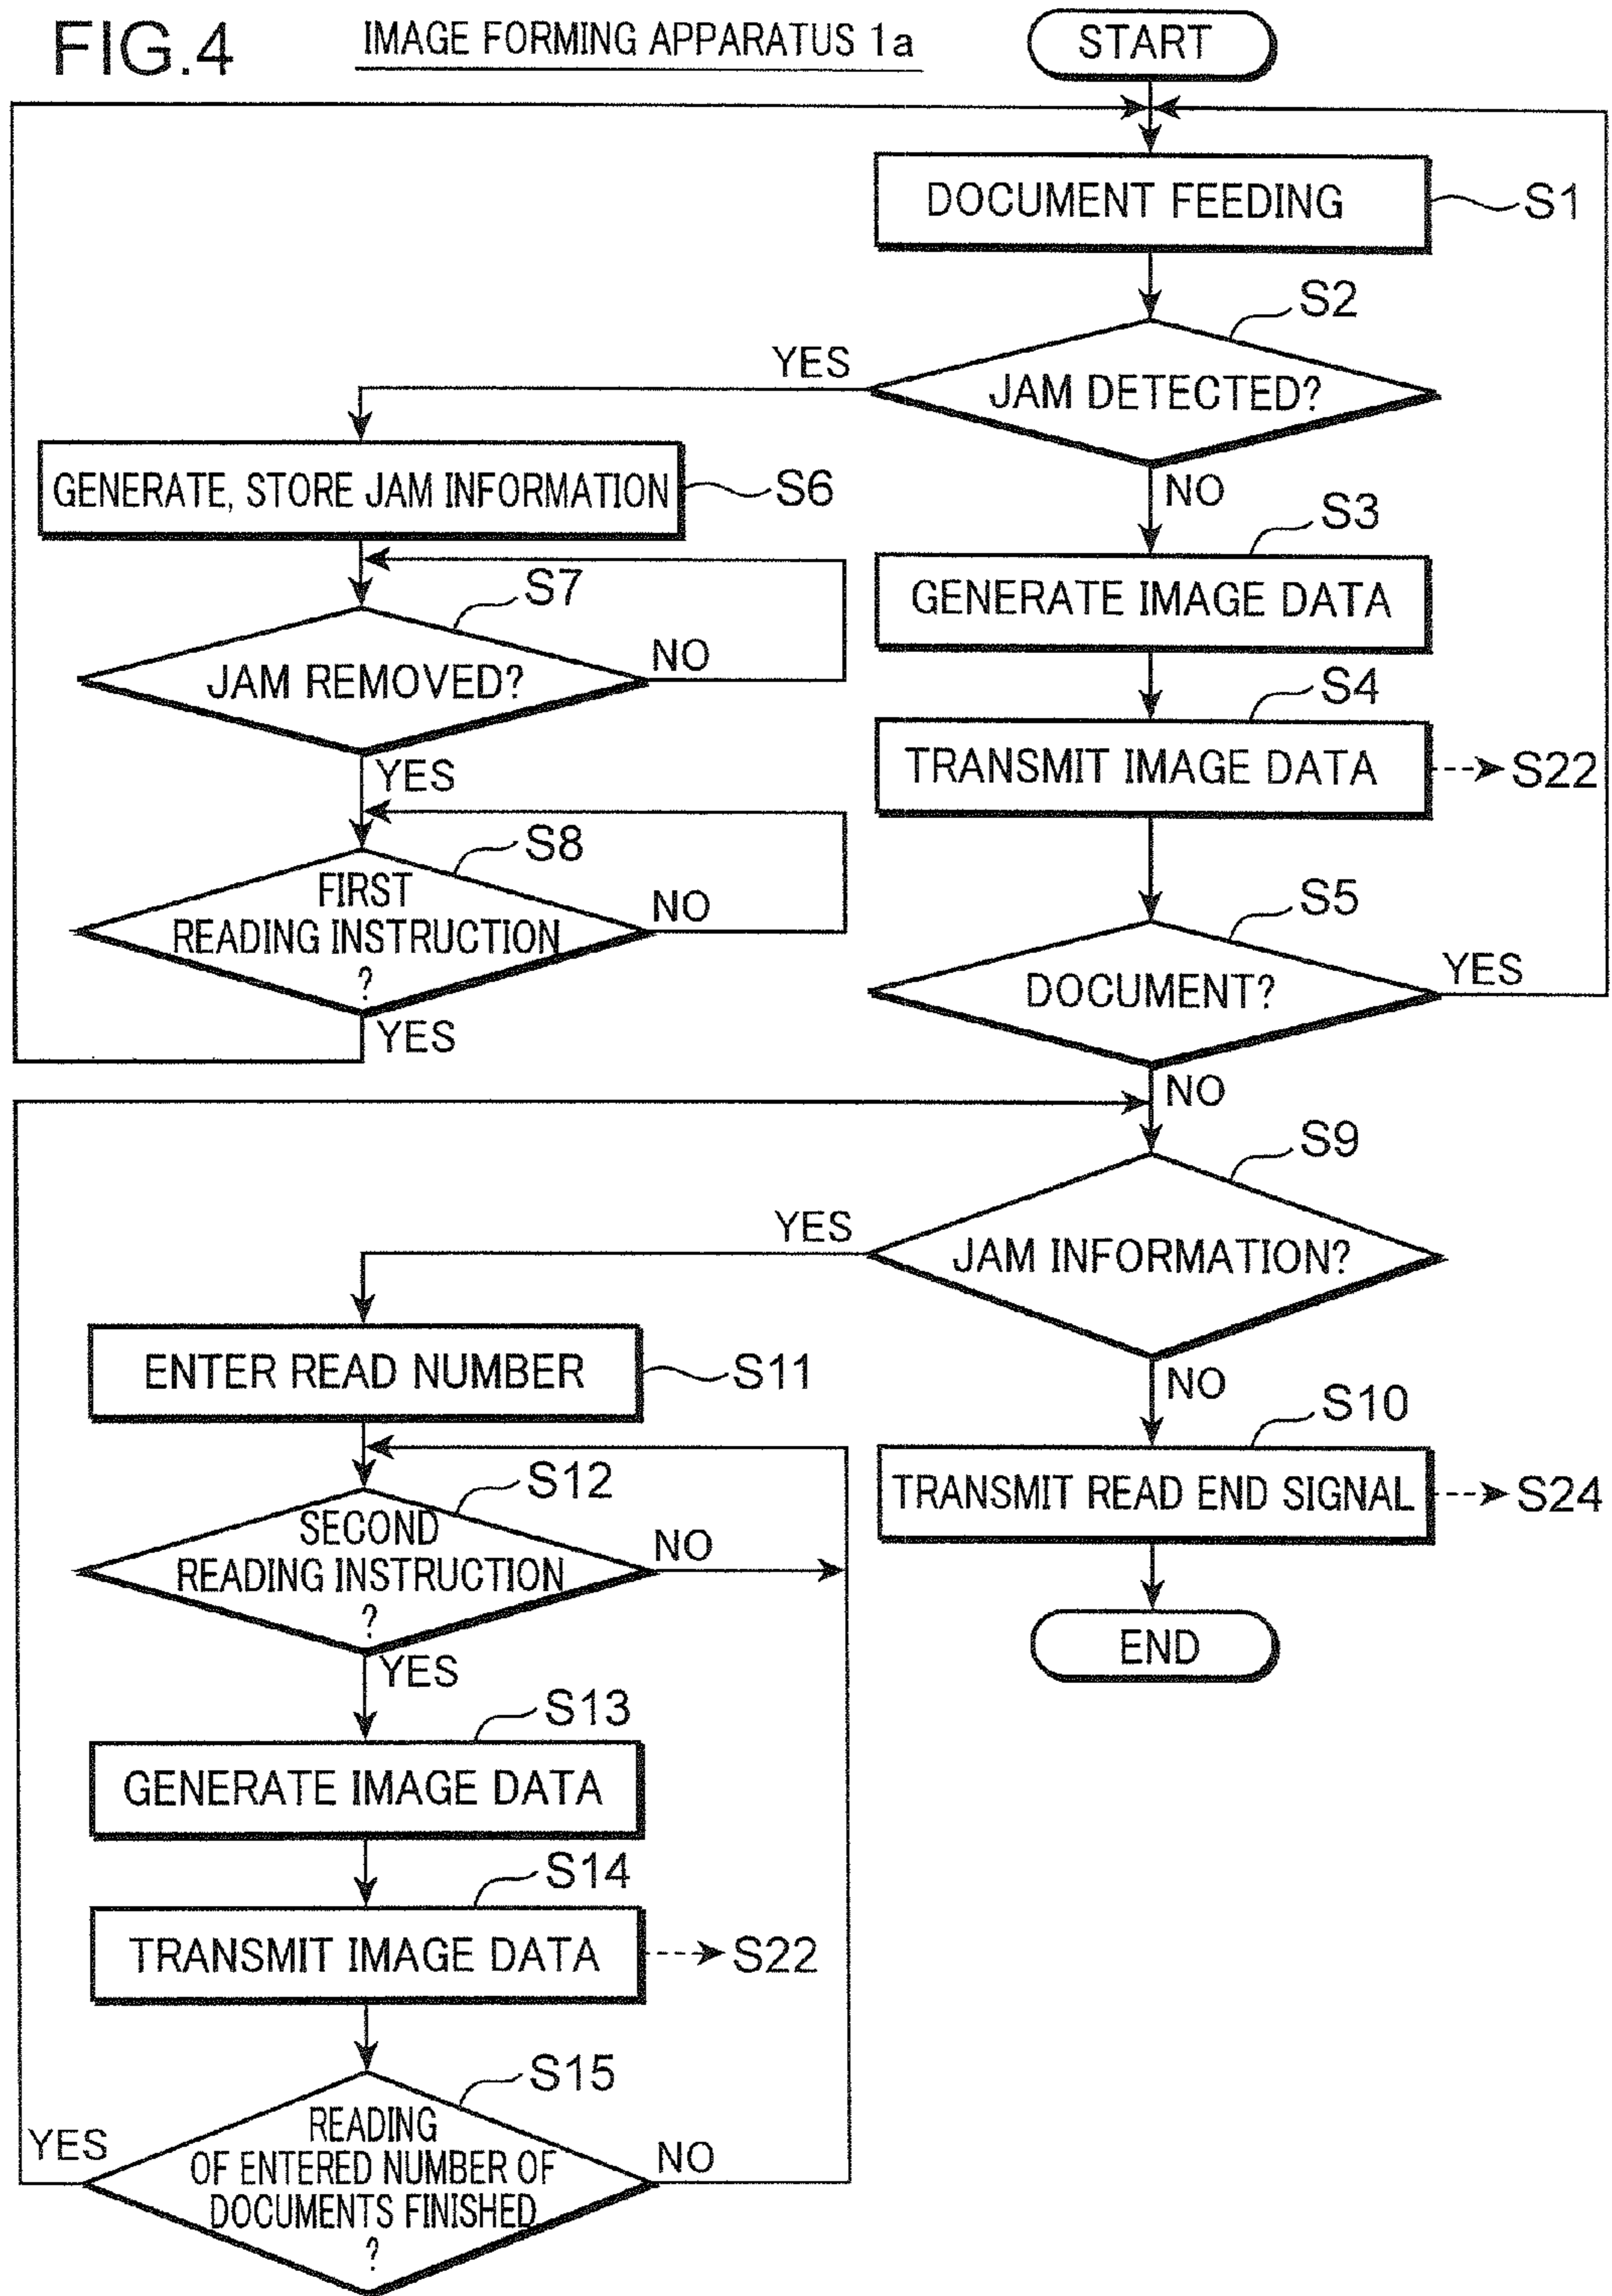 FIG.4
IMAGE FORMING APPARATUS 1a
START
DOCUMENT FEEDING
S1
S2
JAM DETECTED?
YES
NO
GENERATE, STORE JAM INFORMATION
S6
S3
GENERATE IMAGE DATA
S7
JAM REMOVED?
NO
YES
S4
TRANSMIT IMAGE DATA
S22
S8
FIRST
READING INSTRUCTION
?
NO
YES
S5
DOCUMENT?
YES
NO
S9
JAM INFORMATION?
YES
NO
ENTER READ NUMBER
S11
S10
TRANSMIT READ END SIGNAL
S24
END
S12
SECOND
READING INSTRUCTION
?
NO
YES
S13
GENERATE IMAGE DATA
S14
TRANSMIT IMAGE DATA
S22
S15
READING
OF ENTERED NUMBER OF
DOCUMENTS FINISHED
?
YES
NO